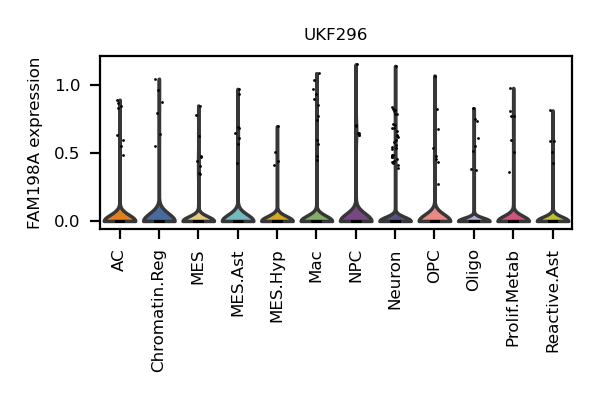 UKF296
FAM198A expression
1.0
0.5
0.0
AC
Chromatin.Reg
MES
MES.Ast
MES.Hyp
Mac
NPC
Neuron
OPC
Oligo
Prolif.Metab
Reactive.Ast